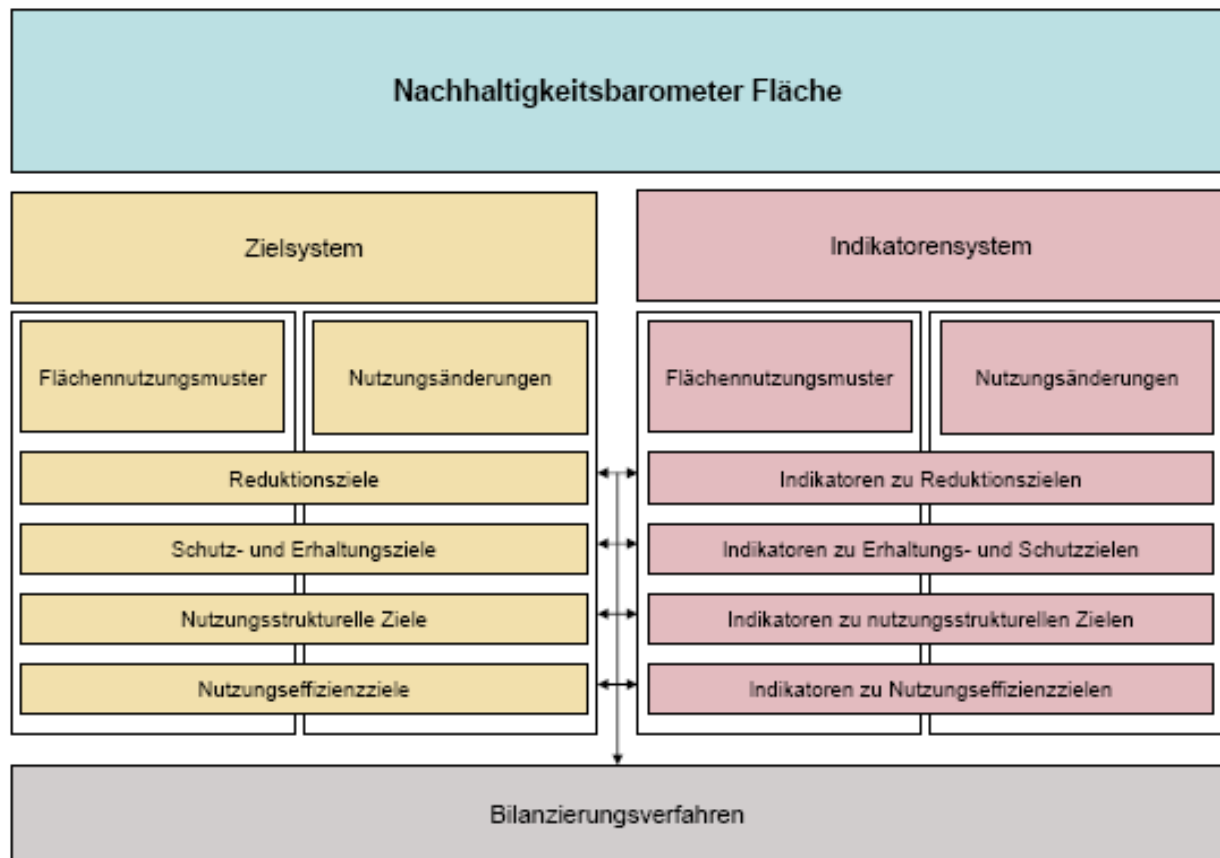 Nachhaltigkeitsbarometer Fläche
Zielsystem
Indikatorensystem
Flächennutzungsmuster
Nutzungsänderungen
Flächennutzungsmuster
Nutzungsänderungen
Reduktionsziele
Indikatoren zu Reduktionszielen
Schutz- und Erhaltungsziele
Indikatoren zu Erhaltungs- und Schutzzielen
Nutzungsstrukturelle Ziele
Indikatoren zu nutzungsstrukturellen Zielen
Nutzungseffizienzziele
Indikatoren zu Nutzungseffizienzzielen
Bilanzierungsverfahren